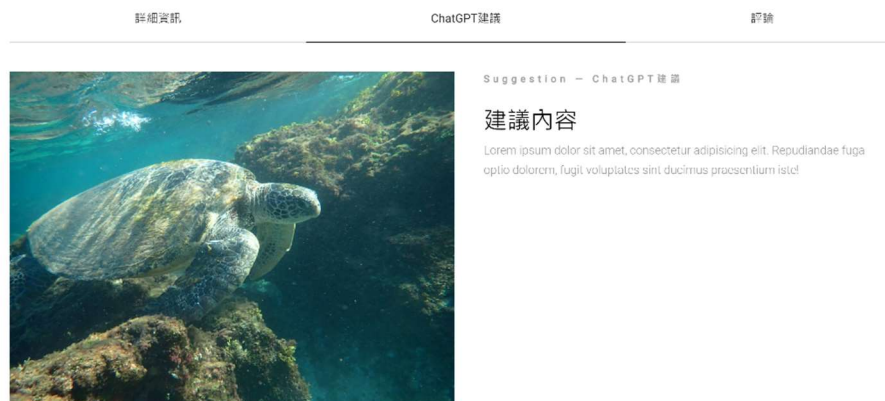 詳細資訊
ChatGPT建議
評論
Suggestion — ChatGPT建議
建議內容
Lorem ipsum dolor sit amet, consectetur adipisicing elit. Repudiandae fuga
optio dolorem, fugit voluptates sint ducimus praesentium iste!